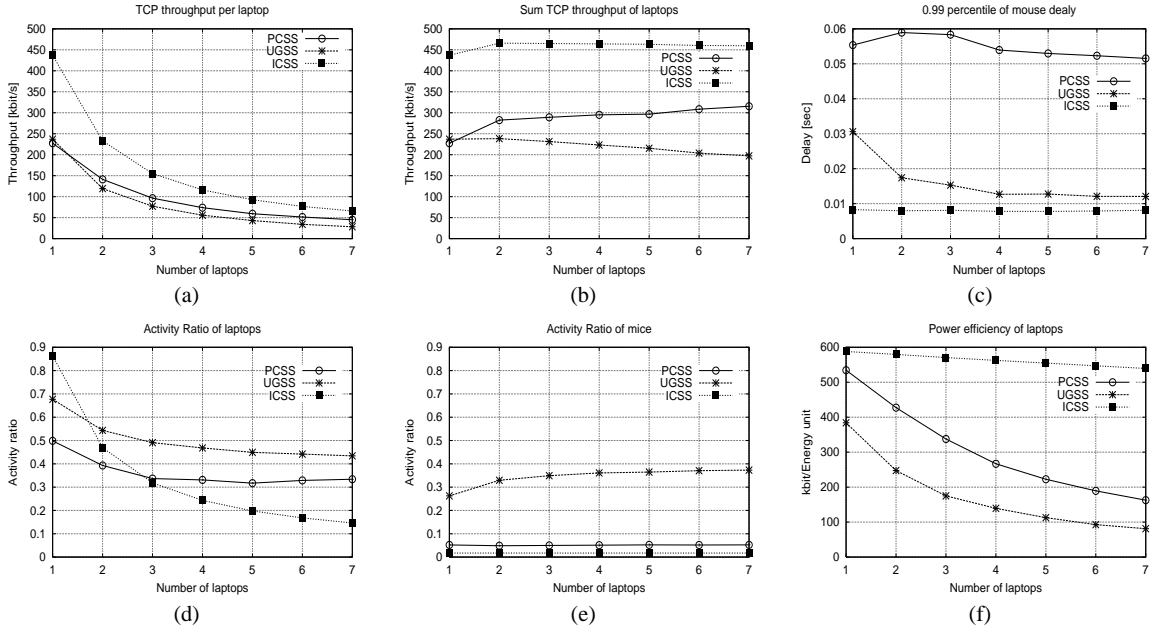 TCP throughput per laptop
500
450
400
350
300
250
200
150
100
50
0
Throughput [kbit/s]
PCSS
UGSS
ICSS
1 2 3 4 5 6 7
Number of laptops
(a)
Sum TCP throughput of laptops
500
450
400
350
300
250
200
150
100
50
0
Throughput [kbit/s]
PCSS
UGSS
ICSS
1 2 3 4 5 6 7
Number of laptops
(b)
0.99 percentile of mouse dealy
0.06
0.05
0.04
0.03
0.02
0.01
0
Delay [sec]
PCSS
UGSS
ICSS
1 2 3 4 5 6 7
Number of laptops
(c)
Activity Ratio of laptops
0.9
0.8
0.7
0.6
0.5
0.4
0.3
0.2
0.1
0
Activity ratio
PCSS
UGSS
ICSS
1 2 3 4 5 6 7
Number of laptops
(d)
Activity Ratio of mice
0.9
0.8
0.7
0.6
0.5
0.4
0.3
0.2
0.1
0
Activity ratio
PCSS
UGSS
ICSS
1 2 3 4 5 6 7
Number of laptops
(e)
Power efficiency of laptops
600
500
400
300
200
100
0
kbit/Energy unit
PCSS
UGSS
ICSS
1 2 3 4 5 6 7
Number of laptops
(f)